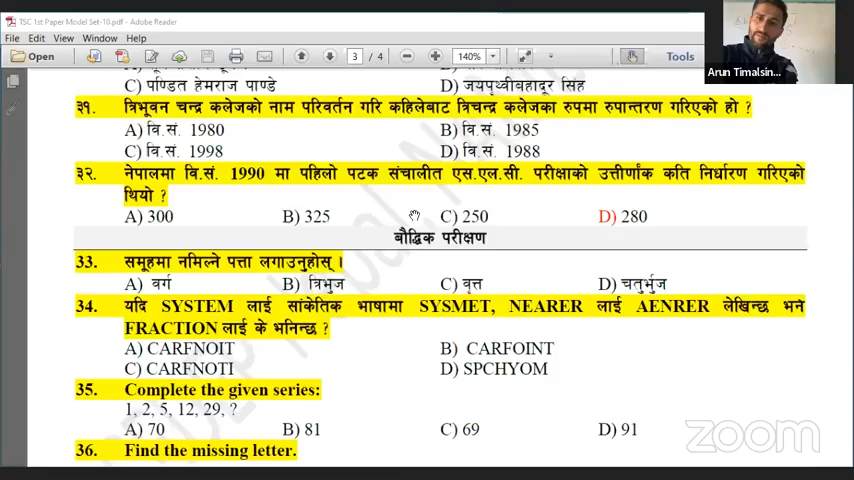 TSC 1st Paper Model Set-10.pdf - Adobe Reader
File Edit View Window Help
Open 3 / 4 140% Tools
Arun Timalsin...
C) पण्डित हेमराज पाण्डे D) जयपृथ्वीबहादूर सिंह
३१. त्रिभूवन चन्द्र कलेजको नाम परिवर्तन गरि कहिलेबाट त्रिचन्द्र कलेजका रुपमा रुपान्तरण गरिएको हो ?
A) वि.सं. 1980 B) वि.सं. 1985
C) वि.सं. 1998 D) वि.सं. 1988
३२. नेपालमा वि.सं. 1990 मा पहिलो पटक संचालीत एस.एल.सी. परीक्षाको उत्तीर्णांक कति निर्धारण गरिएको
थियो ?
A) 300 B) 325 C) 250 D) 280
बौद्धिक परीक्षण
33. समूहमा नमिल्ने पत्ता लगाउनुहोस् ।
A) वर्ग B) त्रिभुज C) वृत्त D) चतुर्भुज
34. यदि SYSTEM लाई सांकेतिक भाषामा SYSMET, NEARER लाई AENRER लेखिन्छ भने
FRACTION लाई के भनिन्छ ?
A) CARFNOIT B) CARFOINT
C) CARFNOTI D) SPCHYOM
35. Complete the given series:
1, 2, 5, 12, 29, ?
A) 70 B) 81 C) 69 D) 91
36. Find the missing letter.
zoom